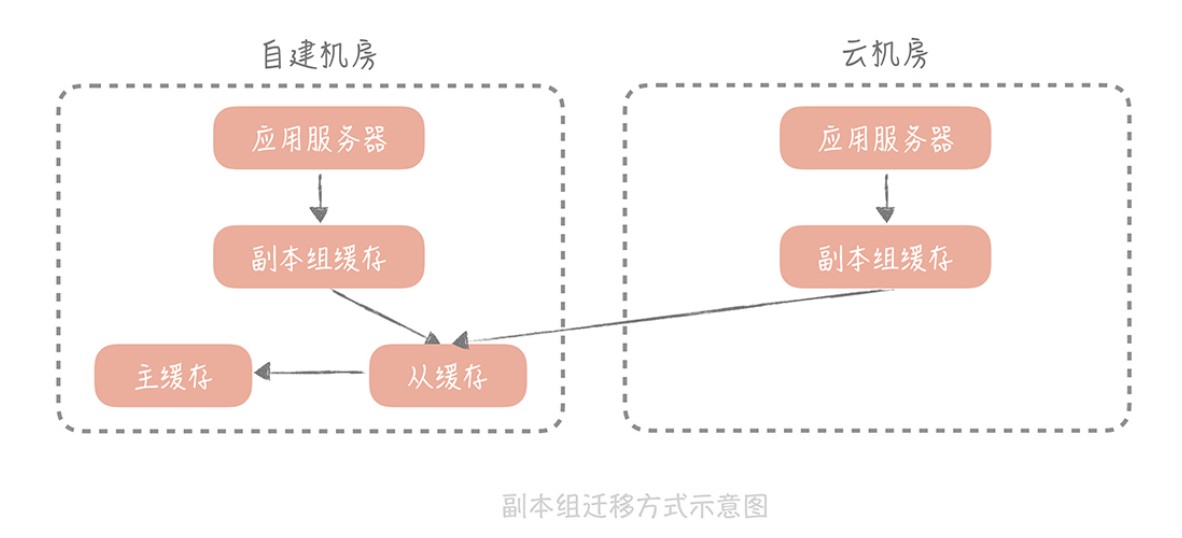 自建机房
云机房
应用服务器
应用服务器
副本组缓存
副本组缓存
主缓存
从缓存
副本组迁移方式示意图